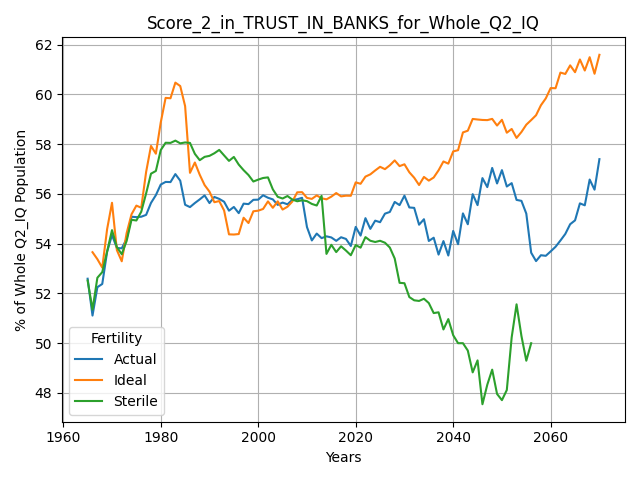 Score_2_in_TRUST_IN_BANKS_for_Whole_Q2_IQ
% of Whole Q2_IQ Population
62
60
58
56
54
52
50
48
Fertility
Actual
Ideal
Sterile
1960 1980 2000 2020 2040 2060
Years